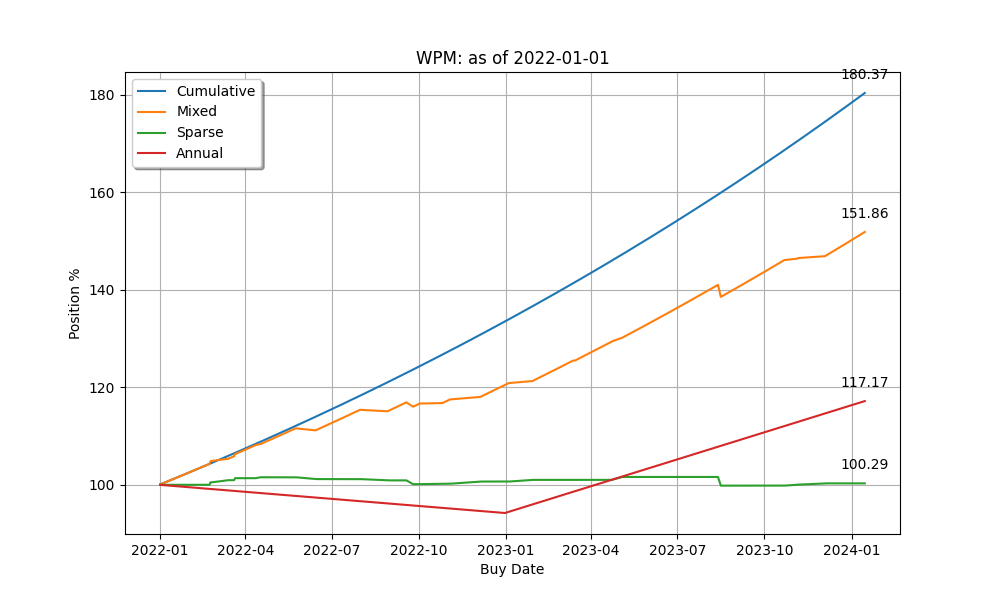 WPM: as of 2022-01-01
180.37
180
Cumulative
Mixed
Sparse
Annual
160
151.86
140
120
117.17
100.29
100
Position %
2022-01 2022-04 2022-07 2022-10 2023-01 2023-04 2023-07 2023-10 2024-01
Buy Date